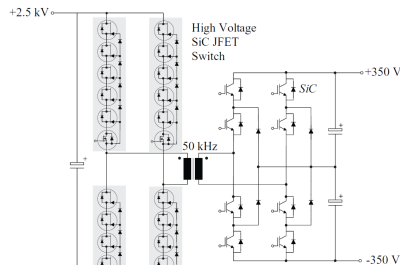 +2.5 kV
High Voltage
SiC JFET
Switch
+350 V
SiC
50 kHz
+
+
+
-350 V